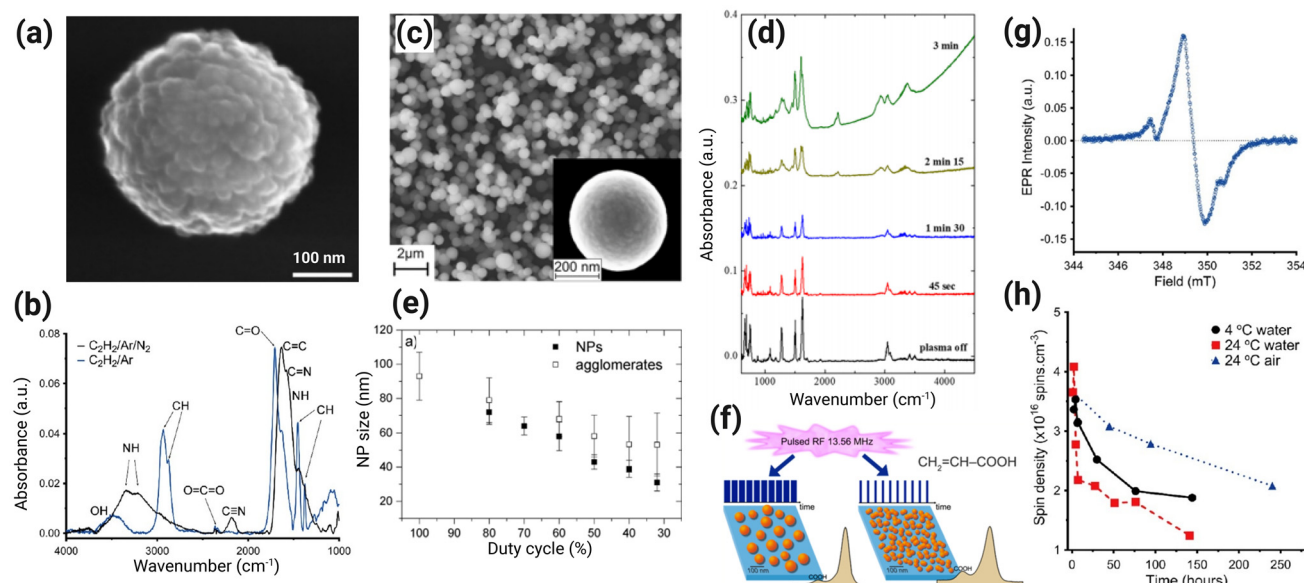 (a)
100 nm
(b)
Absorbance (a.u.)
0.08
0.06
0.04
0.02
0.00
C₂H₂/Ar/N₂
C₂H₂/Ar
OH
NH
CH
O=C=O
C≡N
C=O
C=C
C=N
NH
CH
4000 3000 2000 1000
Wavenumber (cm⁻¹)
(c)
2µm
200 nm
(d)
Absorbance (a.u.)
0.4
0.3
0.2
0.1
0.0
3 min
2 min 15
1 min 30
45 sec
plasma off
1000 2000 3000 4000
Wavenumber (cm⁻¹)
(e)
a)
NPs
agglomerates
NP size (nm)
120
100
80
60
40
20
0
100 90 80 70 60 50 40 30
Duty cycle (%)
(f)
Pulsed RF 13.56 MHz
CH₂=CH–COOH
time
time
100 nm
COOH
100 nm
COOH
(g)
EPR Intensity (a.u.)
0.15
0.10
0.05
0.00
-0.05
-0.10
-0.15
344 346 348 350 352 354
Field (mT)
(h)
4 ºC water
24 ºC water
24 ºC air
Spin density (x10¹⁶ spins.cm⁻³)
5
4
3
2
1
0 50 100 150 200 250
Time (hours)